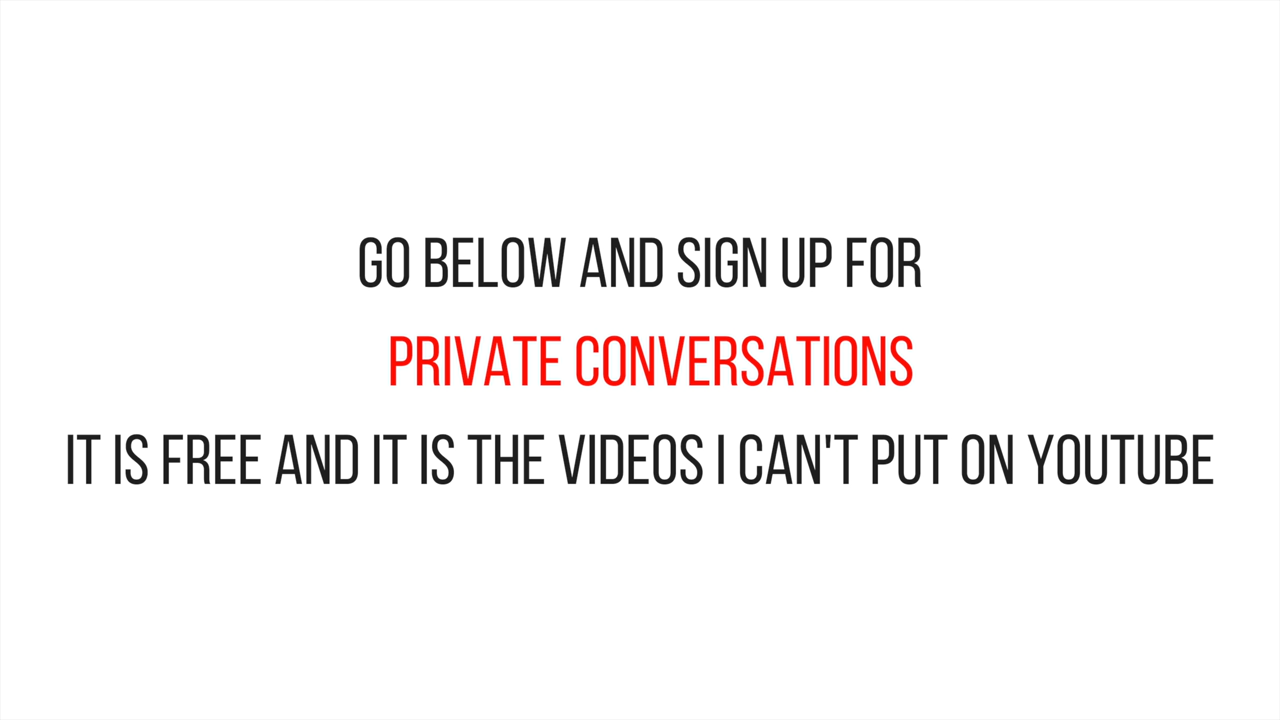 GO BELOW AND SIGN UP FOR
PRIVATE CONVERSATIONS
IT IS FREE AND IT IS THE VIDEOS I CAN'T PUT ON YOUTUBE